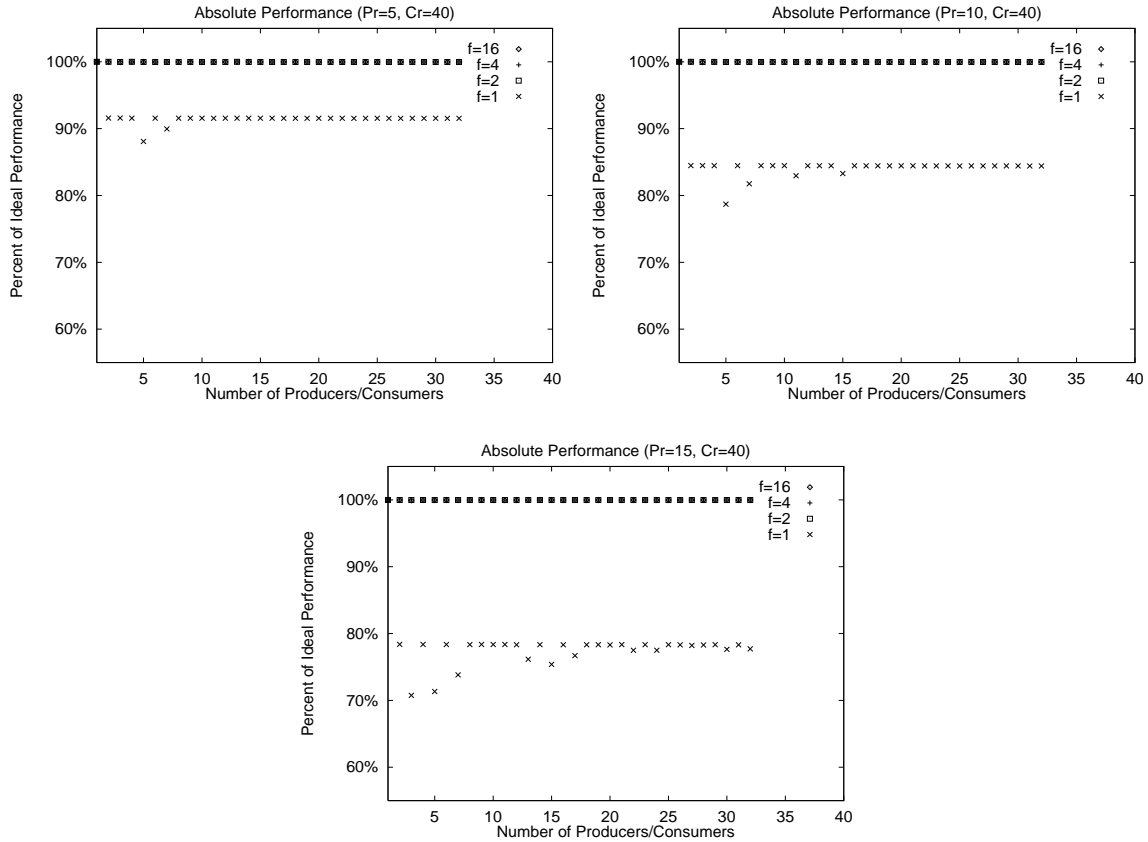 Absolute Performance (Pr=5, Cr=40)
Percent of Ideal Performance
100%
90%
80%
70%
60%
f=16
f=4
f=2
f=1
5 10 15 20 25 30 35 40
Number of Producers/Consumers
Absolute Performance (Pr=10, Cr=40)
Percent of Ideal Performance
100%
90%
80%
70%
60%
f=16
f=4
f=2
f=1
5 10 15 20 25 30 35 40
Number of Producers/Consumers
Absolute Performance (Pr=15, Cr=40)
Percent of Ideal Performance
100%
90%
80%
70%
60%
f=16
f=4
f=2
f=1
5 10 15 20 25 30 35 40
Number of Producers/Consumers